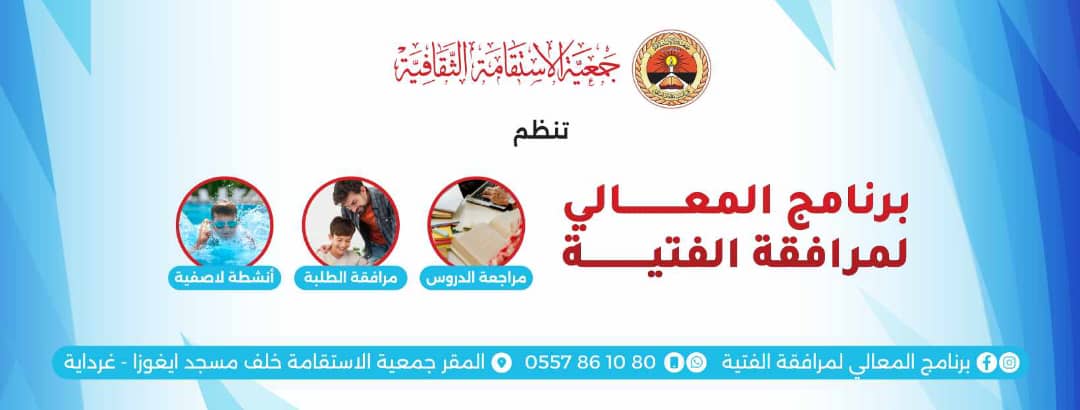 جمعية الاستقامة الثقافية
تنظم
برنامج المعالي
لمرافقة الفتية
مراجعة الدروس
مرافقة الطلبة
أنشطة لاصفية
برنامج المعالي لمرافقة الفتية 0557 86 10 80 المقر جمعية الاستقامة خلف مسجد ايغوزا - غرداية